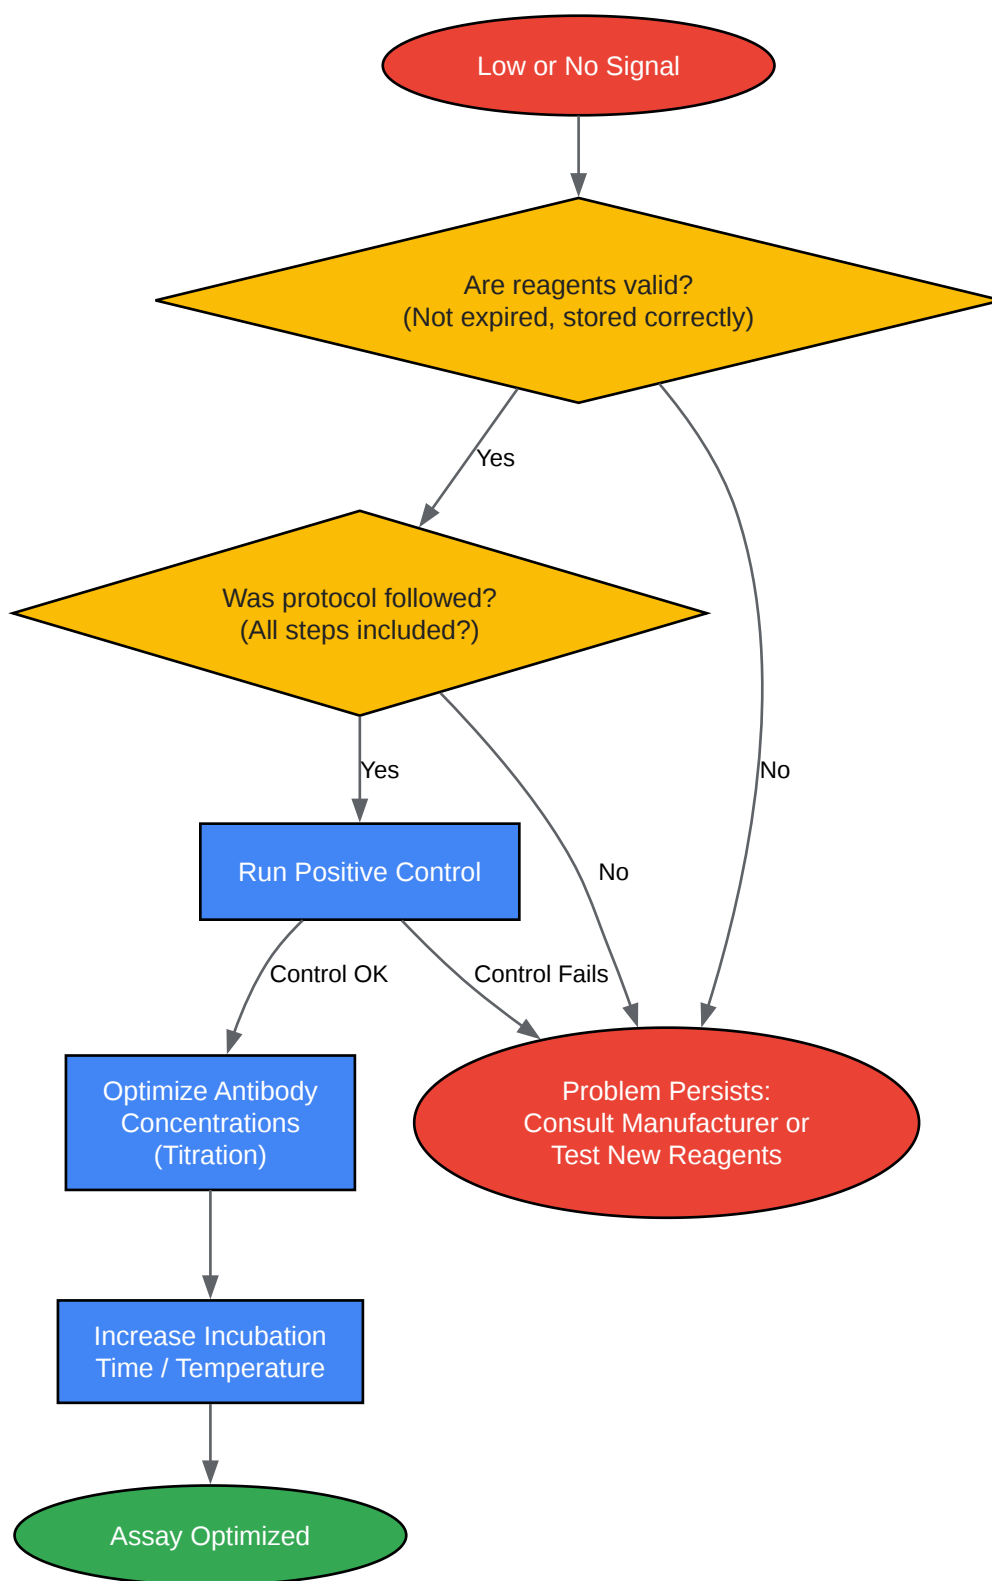 Low or No Signal
Are reagents valid?
(Not expired, stored correctly)
Yes
Was protocol followed?
(All steps included?)
Yes
No
Run Positive Control
No
Control OK
Control Fails
Optimize Antibody
Concentrations
(Titration)
Problem Persists:
Consult Manufacturer or
Test New Reagents
Increase Incubation
Time / Temperature
Assay Optimized